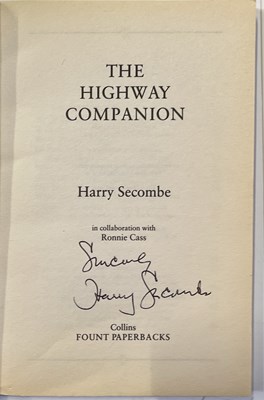 THE
HIGHWAY
COMPANION
Harry Secombe
in collaboration with
Ronnie Cass
Sincerely
Harry Secombe
Collins
FOUNT PAPERBACKS